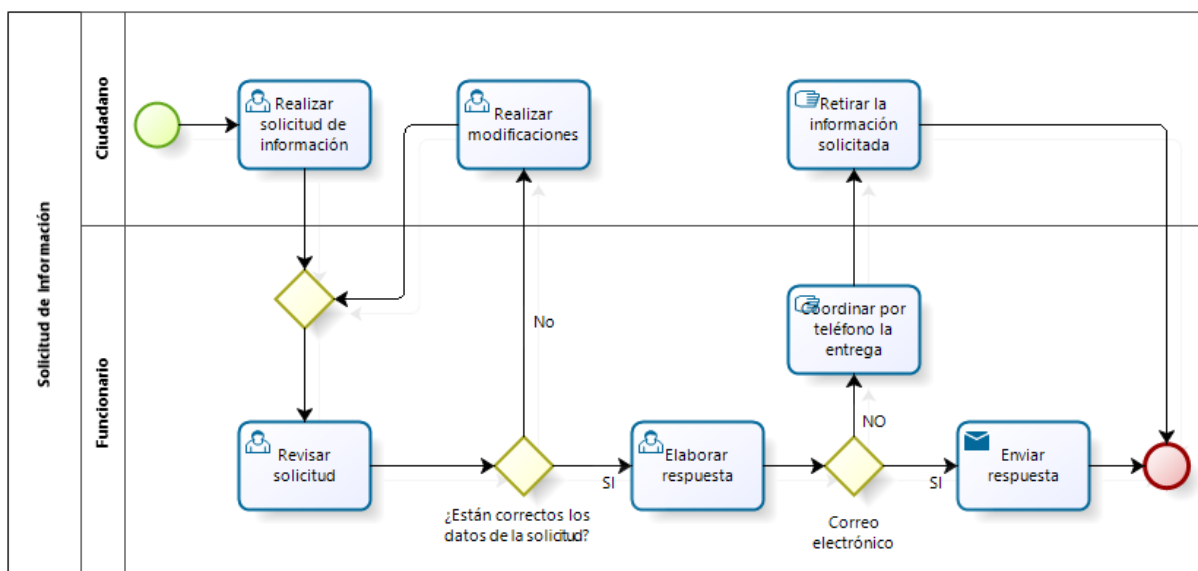 Solicitud de Información
Ciudadano
Realizar
solicitud de
información
Realizar
modificaciones
Retirar la
información
solicitada
Funcionario
No
Coordinar por
teléfono la
entrega
NO
Revisar
solicitud
¿Están correctos los
datos de la solicitud?
SI
Elaborar
respuesta
Correo
electrónico
SI
Enviar
respuesta